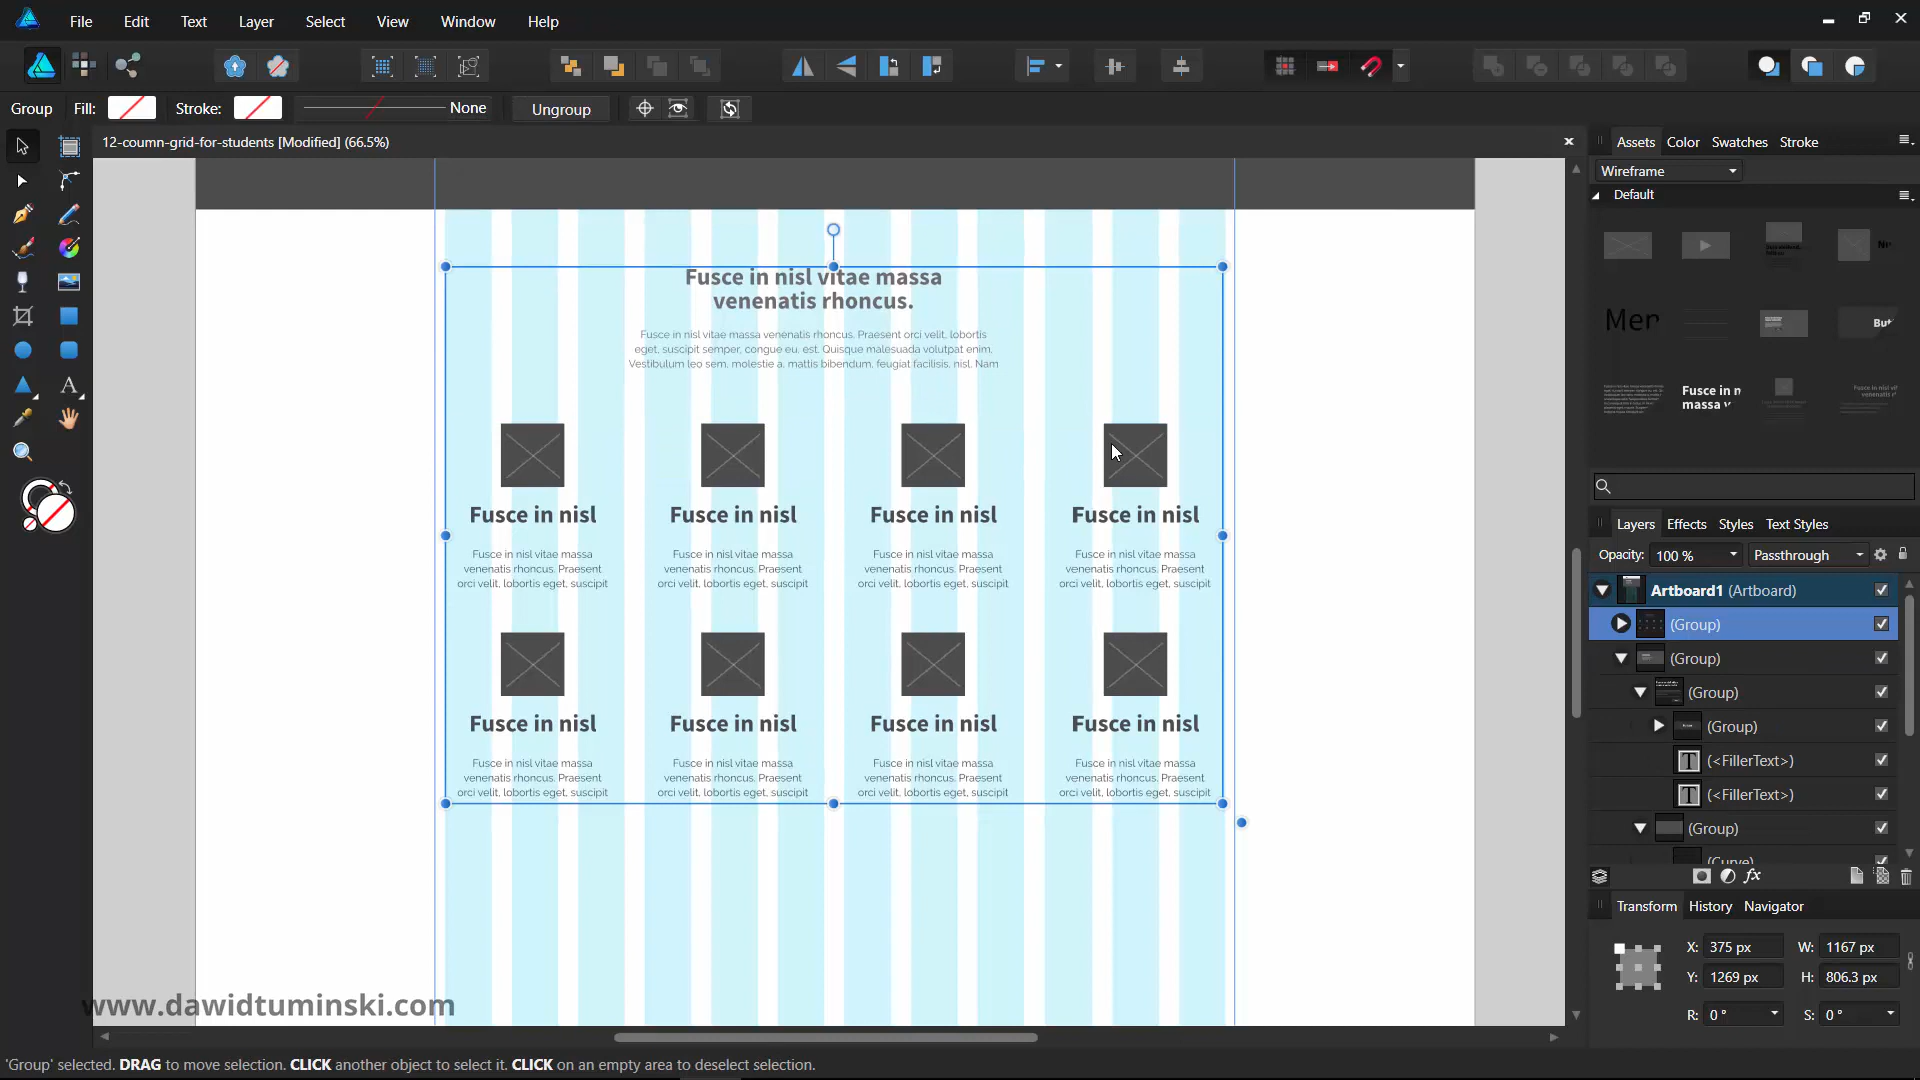 File Edit Text Layer Select View Window Help
Group Fill: Stroke: None Ungroup
12-coumn-grid-for-students [Modified] (66.5%)
Fusce in nisl vitae massa
venenatis rhoncus.
Fusce in nisl vitae massa venenatis rhoncus. Praesent orci velit, lobortis
eget, suscipit semper, congue eu, est. Quisque malesuada volutpat enim.
Vestibulum leo sem, molestie a, mattis bibendum, feugiat facilisis, nisl. Nam
Fusce in nisl Fusce in nisl Fusce in nisl Fusce in nisl
Fusce in nisl vitae massa Fusce in nisl vitae massa Fusce in nisl vitae massa Fusce in nisl vitae massa
venenatis rhoncus. Praesent venenatis rhoncus. Praesent venenatis rhoncus. Praesent venenatis rhoncus. Praesent
orci velit, lobortis eget, suscipit orci velit, lobortis eget, suscipit orci velit, lobortis eget, suscipit orci velit, lobortis eget, suscipit
Fusce in nisl Fusce in nisl Fusce in nisl Fusce in nisl
Fusce in nisl vitae massa Fusce in nisl vitae massa Fusce in nisl vitae massa Fusce in nisl vitae massa
venenatis rhoncus. Praesent venenatis rhoncus. Praesent venenatis rhoncus. Praesent venenatis rhoncus. Praesent
orci velit, lobortis eget, suscipit orci velit, lobortis eget, suscipit orci velit, lobortis eget, suscipit orci velit, lobortis eget, suscipit
www.dawidtuminski.com
'Group' selected. DRAG to move selection. CLICK another object to select it. CLICK on an empty area to deselect selection.
Assets Color Swatches Stroke
Wireframe
Default
Men
But
Fusce in n
massa v
Layers Effects Styles Text Styles
Opacity: 100 % Passthrough
Artboard1 (Artboard)
(Group)
(Group)
(Group)
(Group)
(<FillerText>)
(<FillerText>)
(Group)
(Curve)
fx
Transform History Navigator
X: 375 px W: 1167 px
Y: 1269 px H: 806.3 px
R: 0 ° S: 0 °